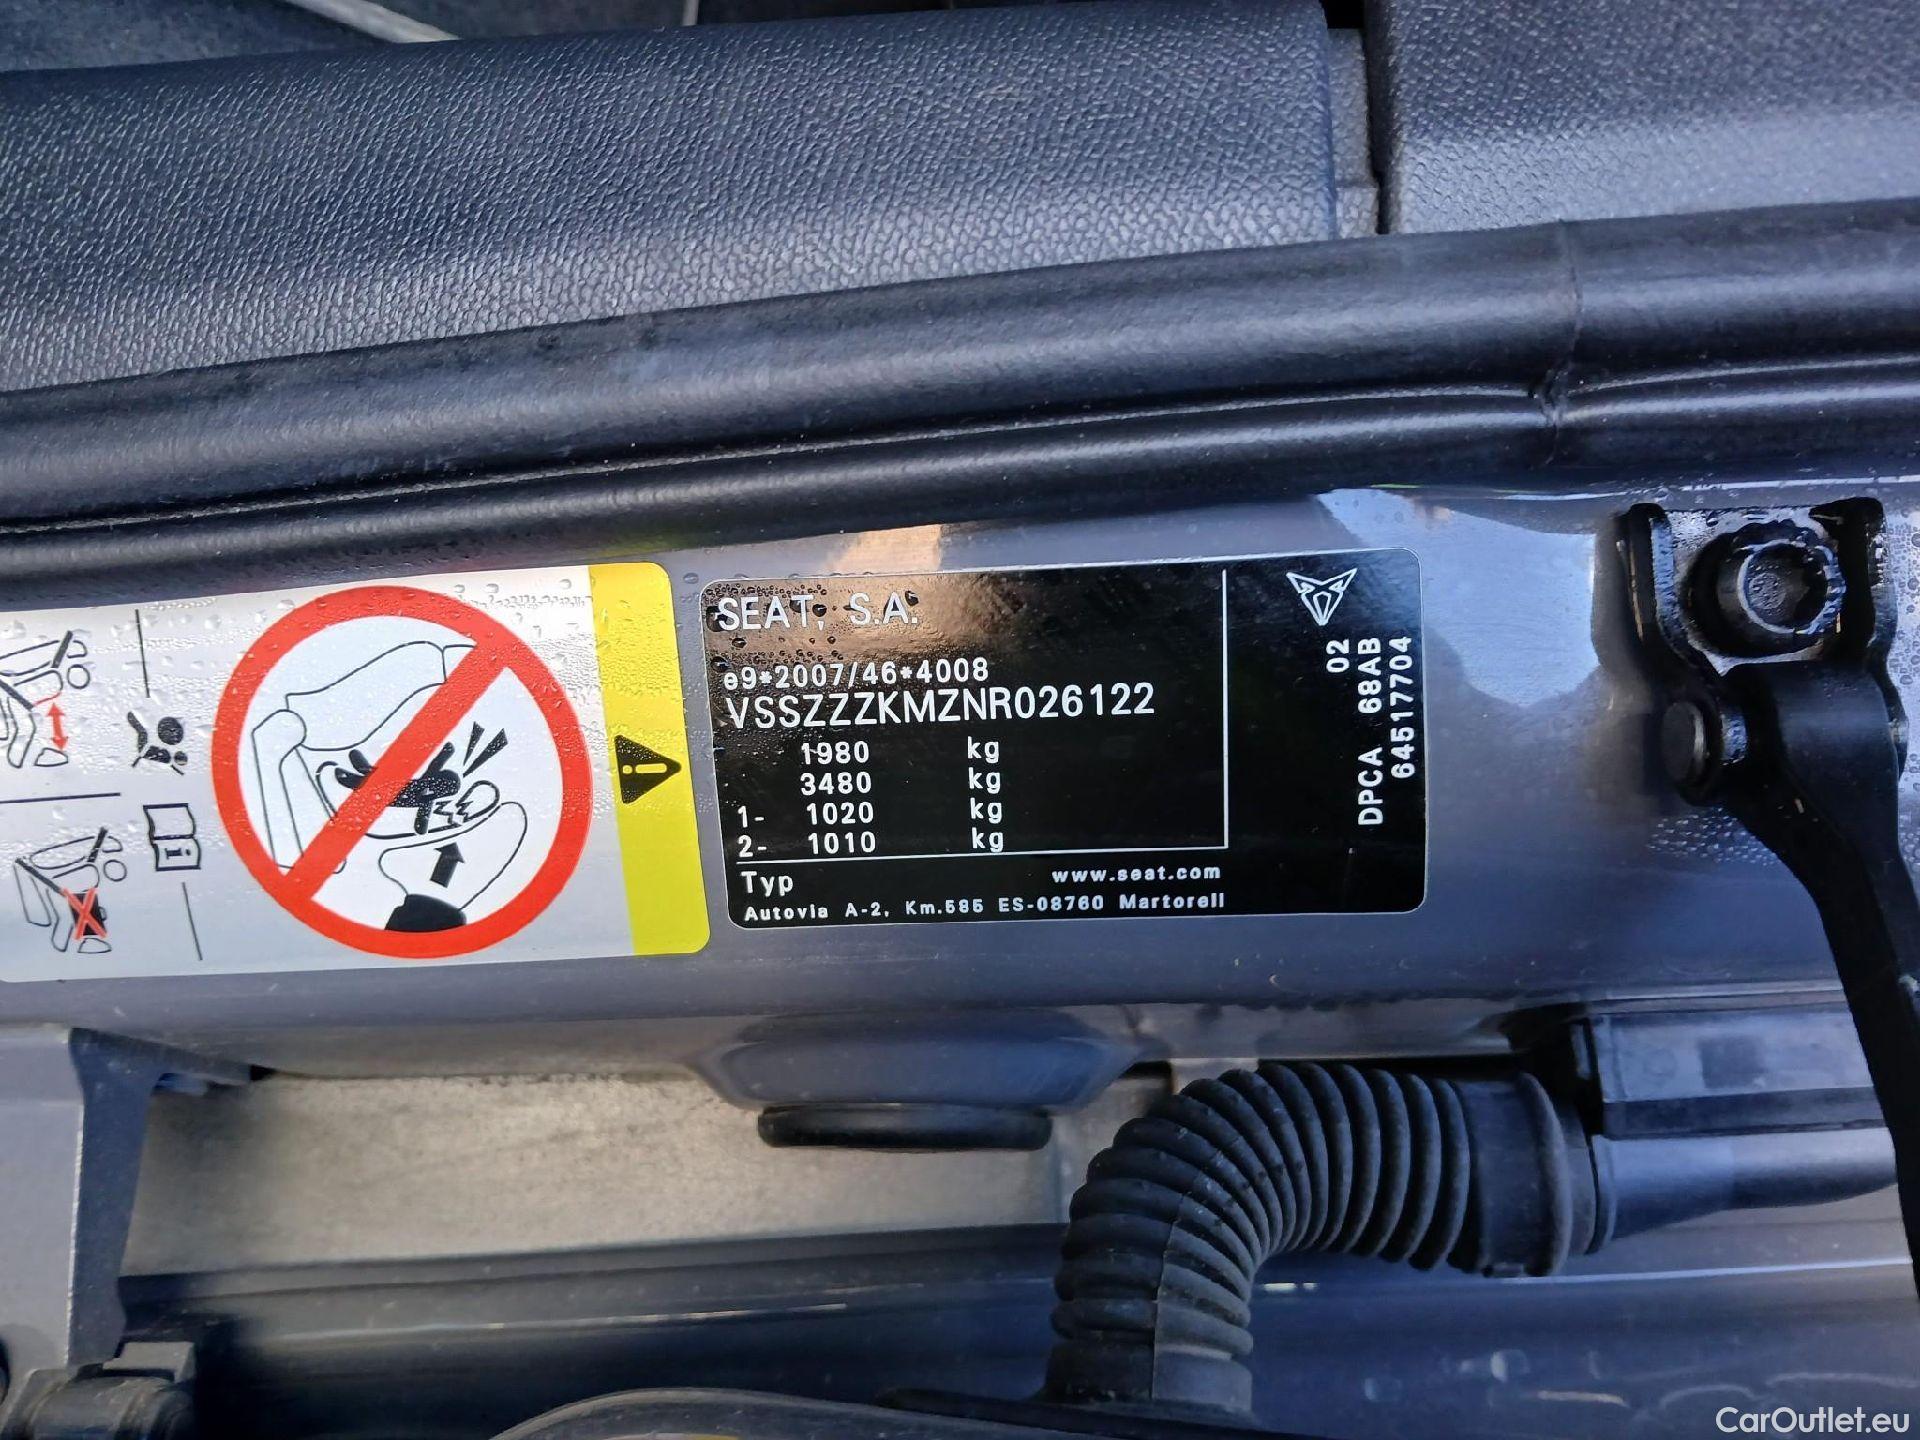 SEAT, S.A.
e9*2007/46*4008
VSSZZZKMZNR026122
1980 kg
3480 kg
1- 1020 kg
2- 1010 kg
Typ www.seat.com
Autovia A-2, Km.585 ES-08760 Martorell
02
DPCA 68AB
64517704
CarOutlet.eu